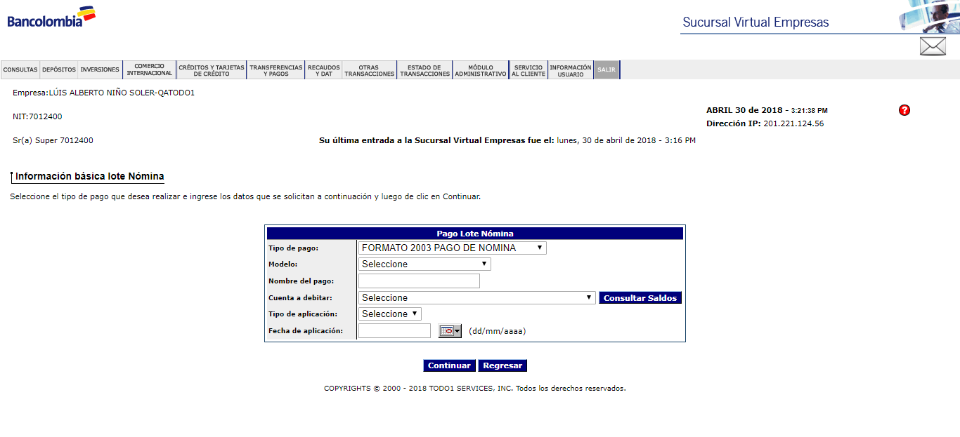 Bancolombia
Sucursal Virtual Empresas
CONSULTAS DEPÓSITOS INVERSIONES COMERCIO INTERNACIONAL CRÉDITOS Y TARJETAS DE CRÉDITO TRANSFERENCIAS Y PAGOS RECAUDOS Y DAT OTRAS TRANSACCIONES ESTADO DE TRANSACCIONES MÓDULO ADMINISTRATIVO SERVICIO AL CLIENTE INFORMACIÓN USUARIO SALIR
Empresa:LÚIS ALBERTO NIÑO SOLER-QATODO1
ABRIL 30 de 2018 - 3:21:38 PM
?
NIT:7012400
Dirección IP: 201.221.124.56
Sr(a) Super 7012400
Su última entrada a la Sucursal Virtual Empresas fue el: lunes, 30 de abril de 2018 - 3:16 PM
Información básica lote Nómina
Seleccione el tipo de pago que desea realizar e ingrese los datos que se solicitan a continuación y luego de clic en Continuar.
Pago Lote Nómina
Tipo de pago: FORMATO 2003 PAGO DE NOMINA
Modelo: Seleccione
Nombre del pago:
Cuenta a debitar: Seleccione Consultar Saldos
Tipo de aplicación: Seleccione
Fecha de aplicación: (dd/mm/aaaa)
Continuar Regresar
COPYRIGHTS © 2000 - 2018 TODO1 SERVICES, INC. Todos los derechos reservados.